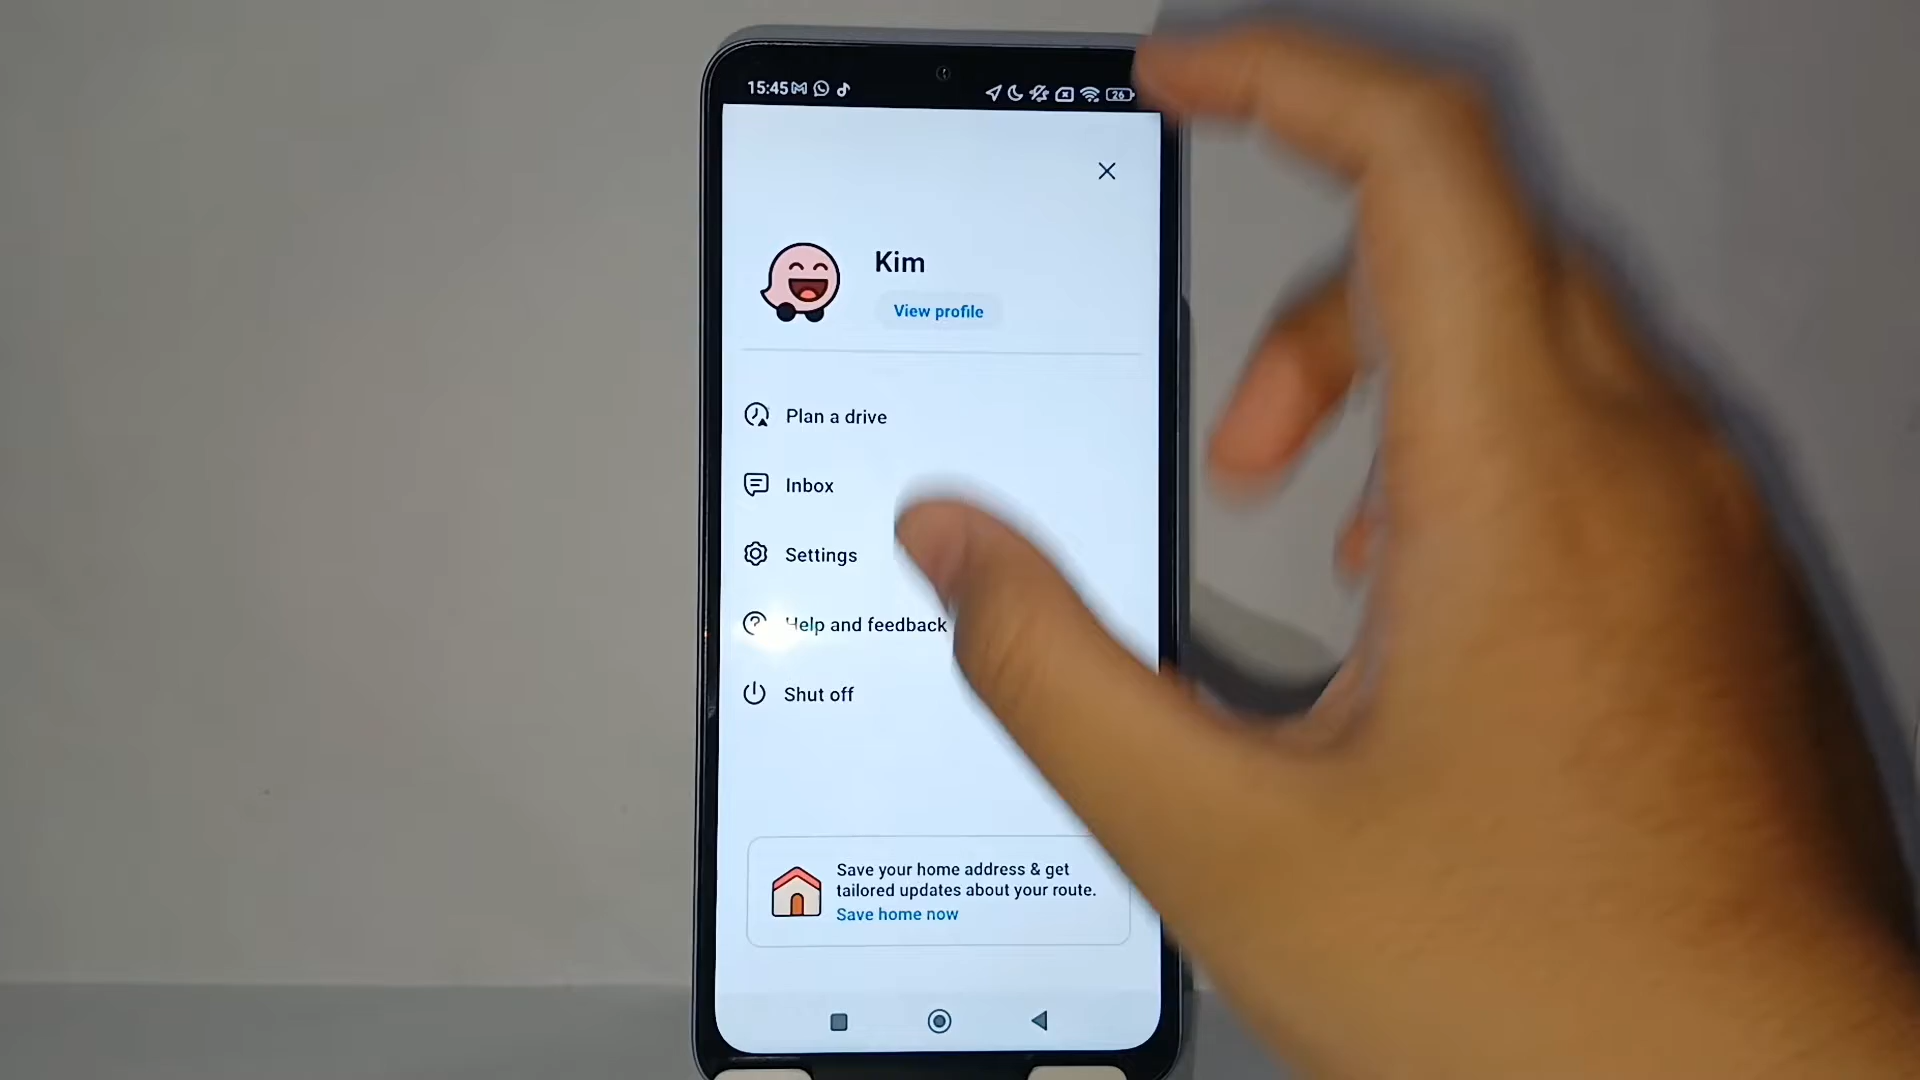 15:45 26
Kim
View profile
Plan a drive
Inbox
Settings
Help and feedback
Shut off
Save your home address & get
tailored updates about your route.
Save home now